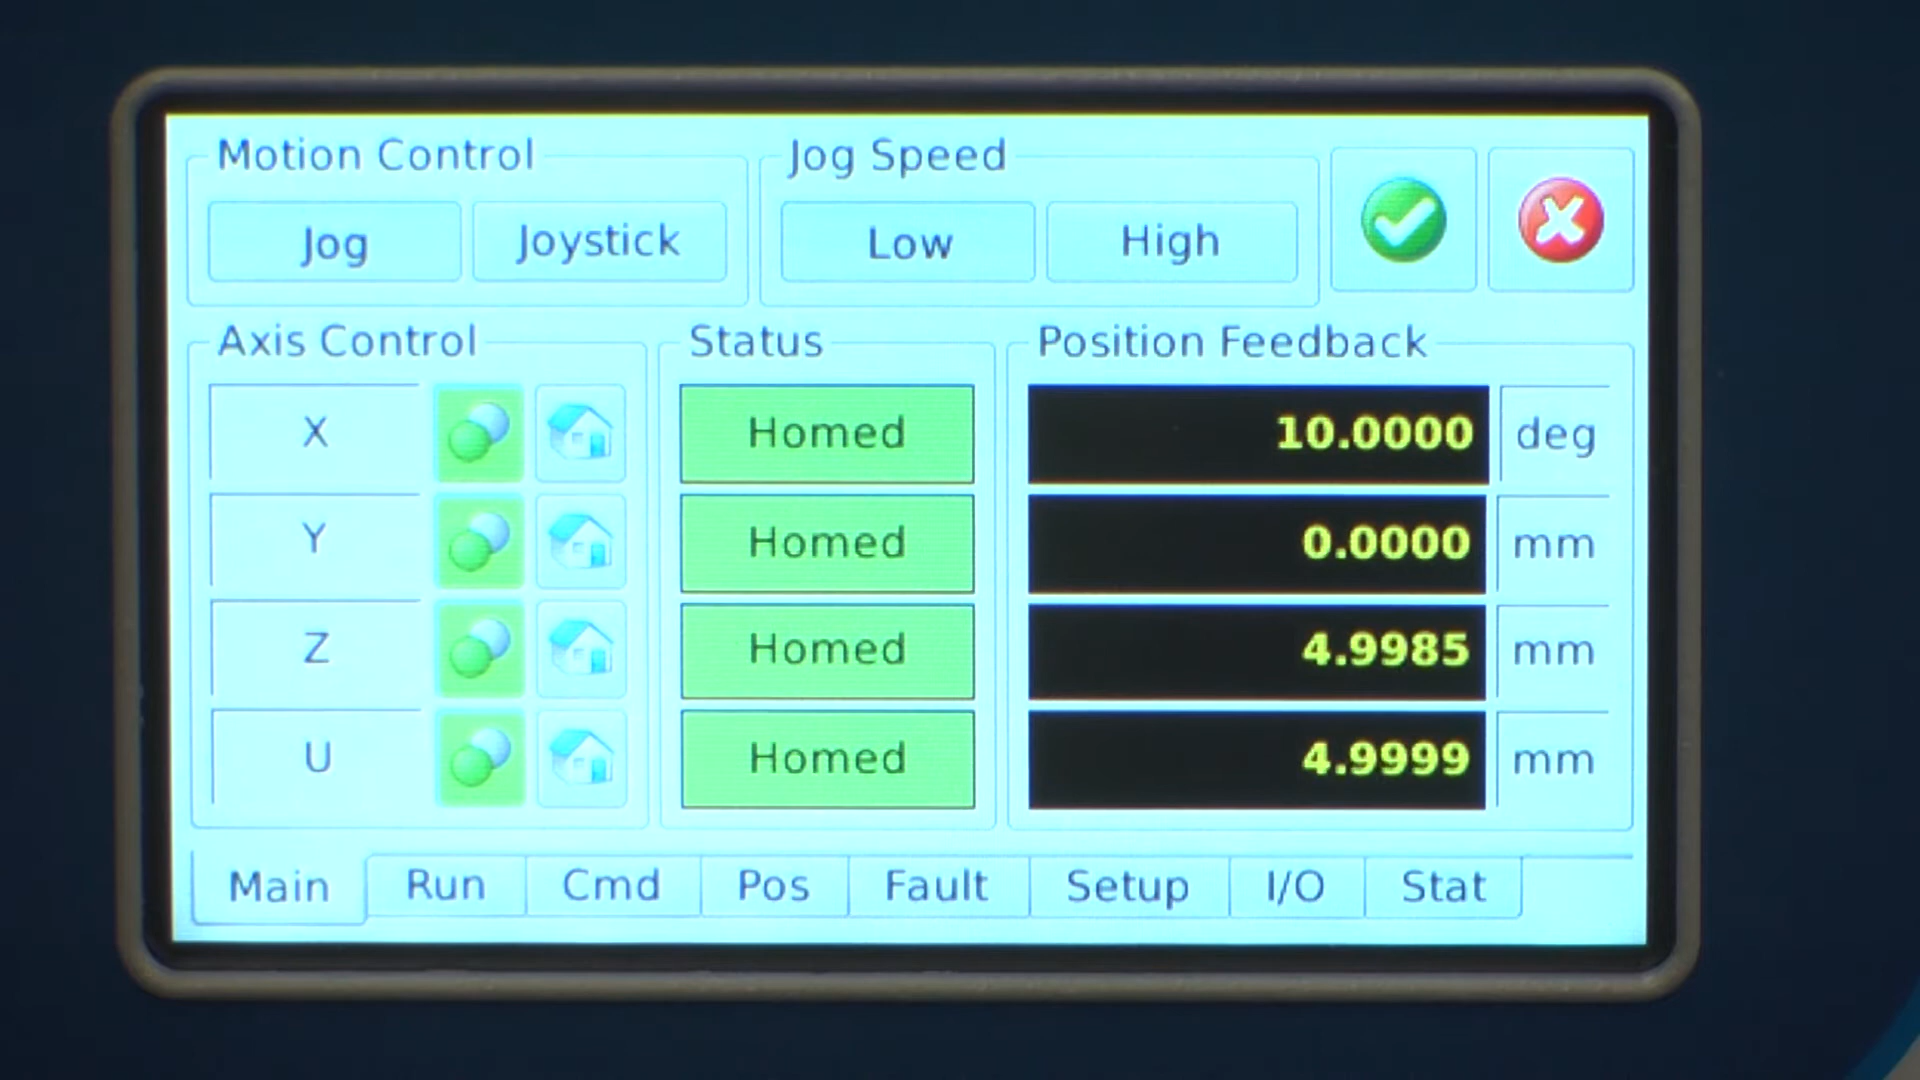 Motion Control
Jog Speed
Jog
Joystick
Low
High
Axis Control
Status
Position Feedback
X
Homed
10.0000
deg
Y
Homed
0.0000
mm
Z
Homed
4.9985
mm
U
Homed
4.9999
mm
Main
Run
Cmd
Pos
Fault
Setup
I/O
Stat